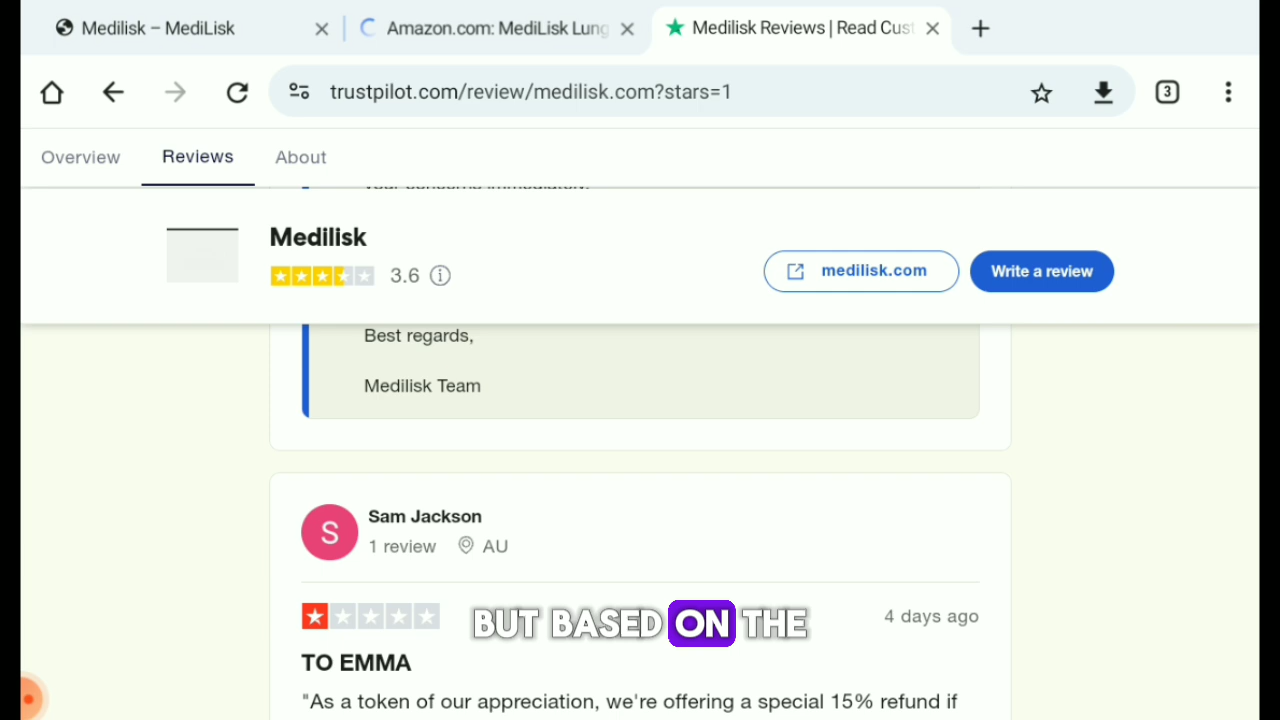 Medilisk – MediLisk
Amazon.com: MediLisk Lung
Medilisk Reviews | Read Cust
trustpilot.com/review/medilisk.com?stars=1
3
Overview
Reviews
About
your concerns immediately.
Medilisk
3.6
medilisk.com
Write a review
Best regards,
Medilisk Team
S
Sam Jackson
1 review
AU
BUT BASED ON THE
4 days ago
TO EMMA
"As a token of our appreciation, we're offering a special 15% refund if